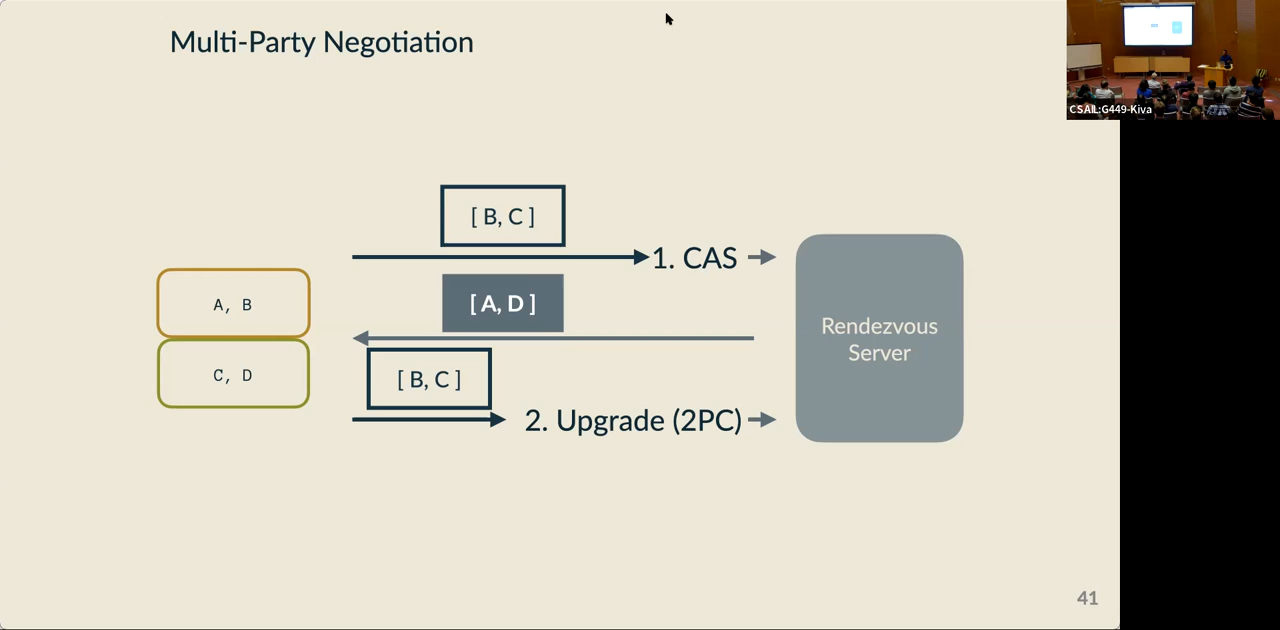 Multi-Party Negotiation
CSAIL:G449-Kiva
[ B, C ]
1. CAS
[ A, D ]
A, B
Rendezvous
Server
C, D
[ B, C ]
2. Upgrade (2PC)
41